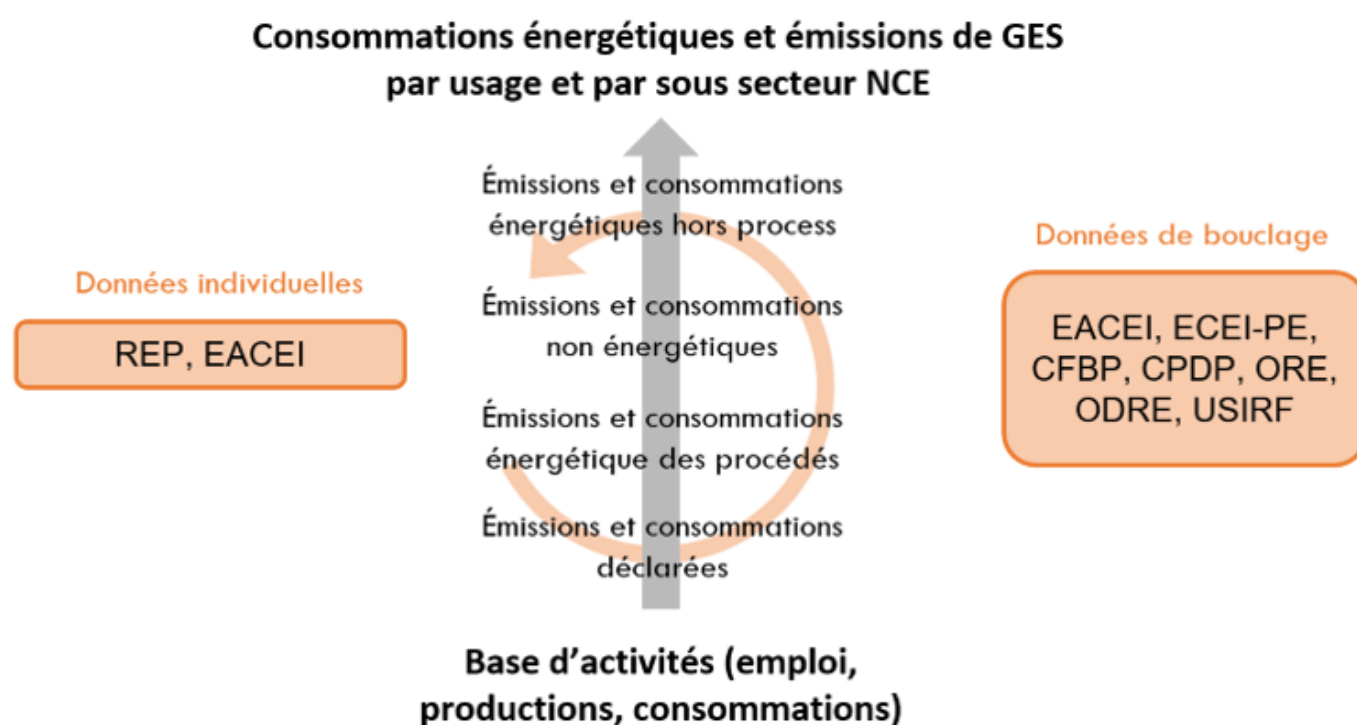 Consommations énergétiques et émissions de GES
par usage et par sous secteur NCE
Émissions et consommations
énergétiques hors process
Données de bouclage
Données individuelles
REP, EACEI
Émissions et consommations
non énergétiques
EACEI, ECEI-PE,
CFBP, CPDP, ORE,
ODRE, USIRF
Émissions et consommations
énergétique des procédés
Émissions et consommations
déclarées
Base d’activités (emploi,
productions, consommations)